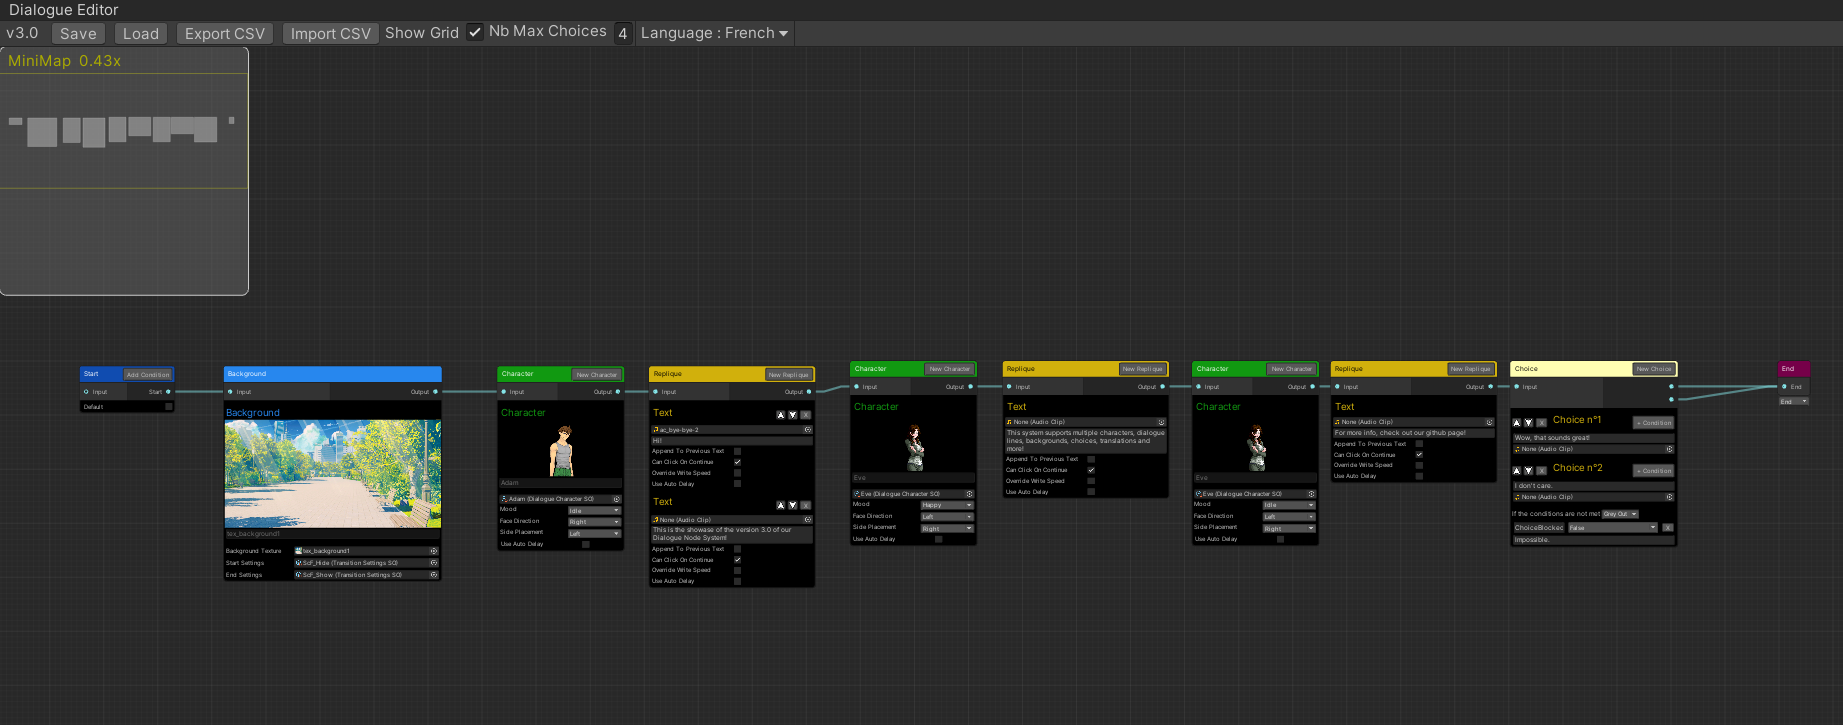 Dialogue Editor
v3.0 Save Load Export CSV Import CSV Show Grid Nb Max Choices 4 Language : French
MiniMap 0.43x
Start Add Condition
Input Start
Default
Background
Input Output
Background
tex_background1
Background Texture tex_background1
Start Settings ScF_Hide (Transition Settings SO)
End Settings ScF_Show (Transition Settings SO)
Character New Character
Input Output
Character
Adam
Adam (Dialogue Character SO)
Mood Idle
Face Direction Right
Side Placement Left
Use Auto Delay
Replique New Replique
Input Output
Text X
ac_bye-bye-2
Hi!
Append To Previous Text
Can Click On Continue
Override Write Speed
Use Auto Delay
Text X
None (Audio Clip)
This is the showase of the version 3.0 of our
Dialogue Node System!
Append To Previous Text
Can Click On Continue
Override Write Speed
Use Auto Delay
Character New Character
Input Output
Character
Eve
Eve (Dialogue Character SO)
Mood Happy
Face Direction Left
Side Placement Right
Use Auto Delay
Replique New Replique
Input Output
Text
None (Audio Clip)
This system supports multiple characters, dialogue
lines, backgrounds, choices, translations and
more!
Append To Previous Text
Can Click On Continue
Override Write Speed
Use Auto Delay
Character New Character
Input Output
Character
Eve
Eve (Dialogue Character SO)
Mood Idle
Face Direction Left
Side Placement Right
Use Auto Delay
Replique New Replique
Input Output
Text
None (Audio Clip)
For more info, check out our github page!
Append To Previous Text
Can Click On Continue
Override Write Speed
Use Auto Delay
Choice New Choice
Input
X Choice n°1 + Condition
Wow, that sounds great!
None (Audio Clip)
X Choice n°2 + Condition
I don't care.
None (Audio Clip)
If the conditions are not met Grey Out
ChoiceBlocked False X
Impossible.
End
End
End